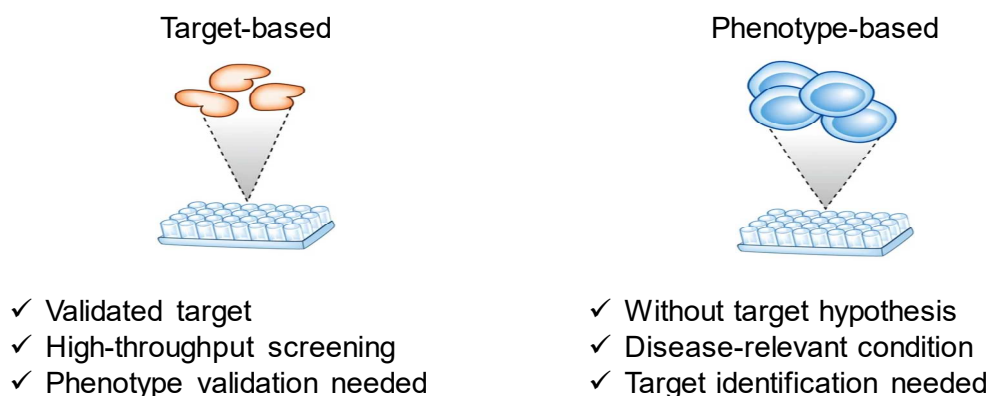 Target-based
✓ Validated target
✓ High-throughput screening
✓ Phenotype validation needed
Phenotype-based
✓ Without target hypothesis
✓ Disease-relevant condition
✓ Target identification needed